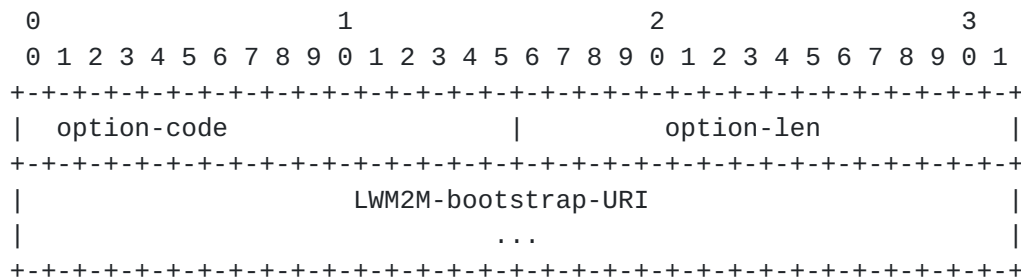 0                   1                   2                   3
 0 1 2 3 4 5 6 7 8 9 0 1 2 3 4 5 6 7 8 9 0 1 2 3 4 5 6 7 8 9 0 1
+-+-+-+-+-+-+-+-+-+-+-+-+-+-+-+-+-+-+-+-+-+-+-+-+-+-+-+-+-+-+-+-+
|  option-code                  |         option-len            |
+-+-+-+-+-+-+-+-+-+-+-+-+-+-+-+-+-+-+-+-+-+-+-+-+-+-+-+-+-+-+-+-+
|                     LWM2M-bootstrap-URI                       |
|                              ...                              |
+-+-+-+-+-+-+-+-+-+-+-+-+-+-+-+-+-+-+-+-+-+-+-+-+-+-+-+-+-+-+-+-+